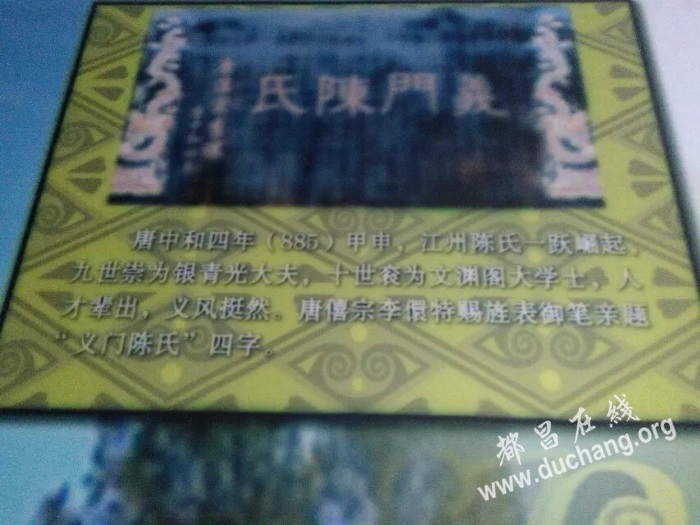 義門陳氏
唐中和四年（885）甲申，江州陈氏一跃崛起，
九世崇为银青光大夫，十世衮为文渊阁大学士，人
才辈出，义风挺然。唐僖宗李儇特赐旌表御笔亲题
“义门陈氏”四字。
都昌在线
www.duchang.org